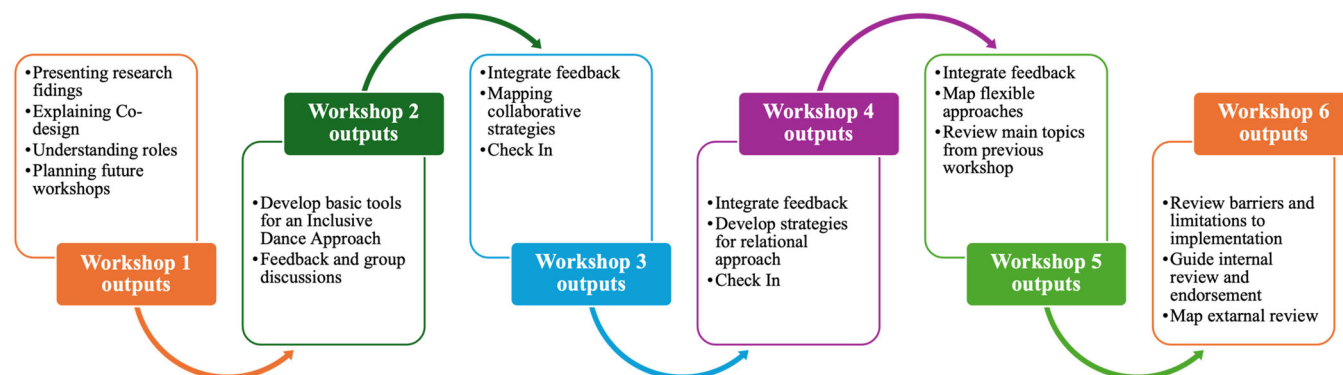 •Presenting research
fidings
•Explaining Co-
design
•Understanding roles
•Planning future
workshops
Workshop 1
outputs
Workshop 2
outputs
•Develop basic tools
for an Inclusive
Dance Approach
•Feedback and group
discussions
•Integrate feedback
•Mapping
collaborative
strategies
•Check In
Workshop 3
outputs
Workshop 4
outputs
•Integrate feedback
•Develop strategies
for relational
approach
•Check In
•Integrate feedback
•Map flexible
approaches
•Review main topics
from previous
workshop
Workshop 5
outputs
Workshop 6
outputs
•Review barriers and
limitations to
implementation
•Guide internal
review and
endorsement
•Map extarnal review